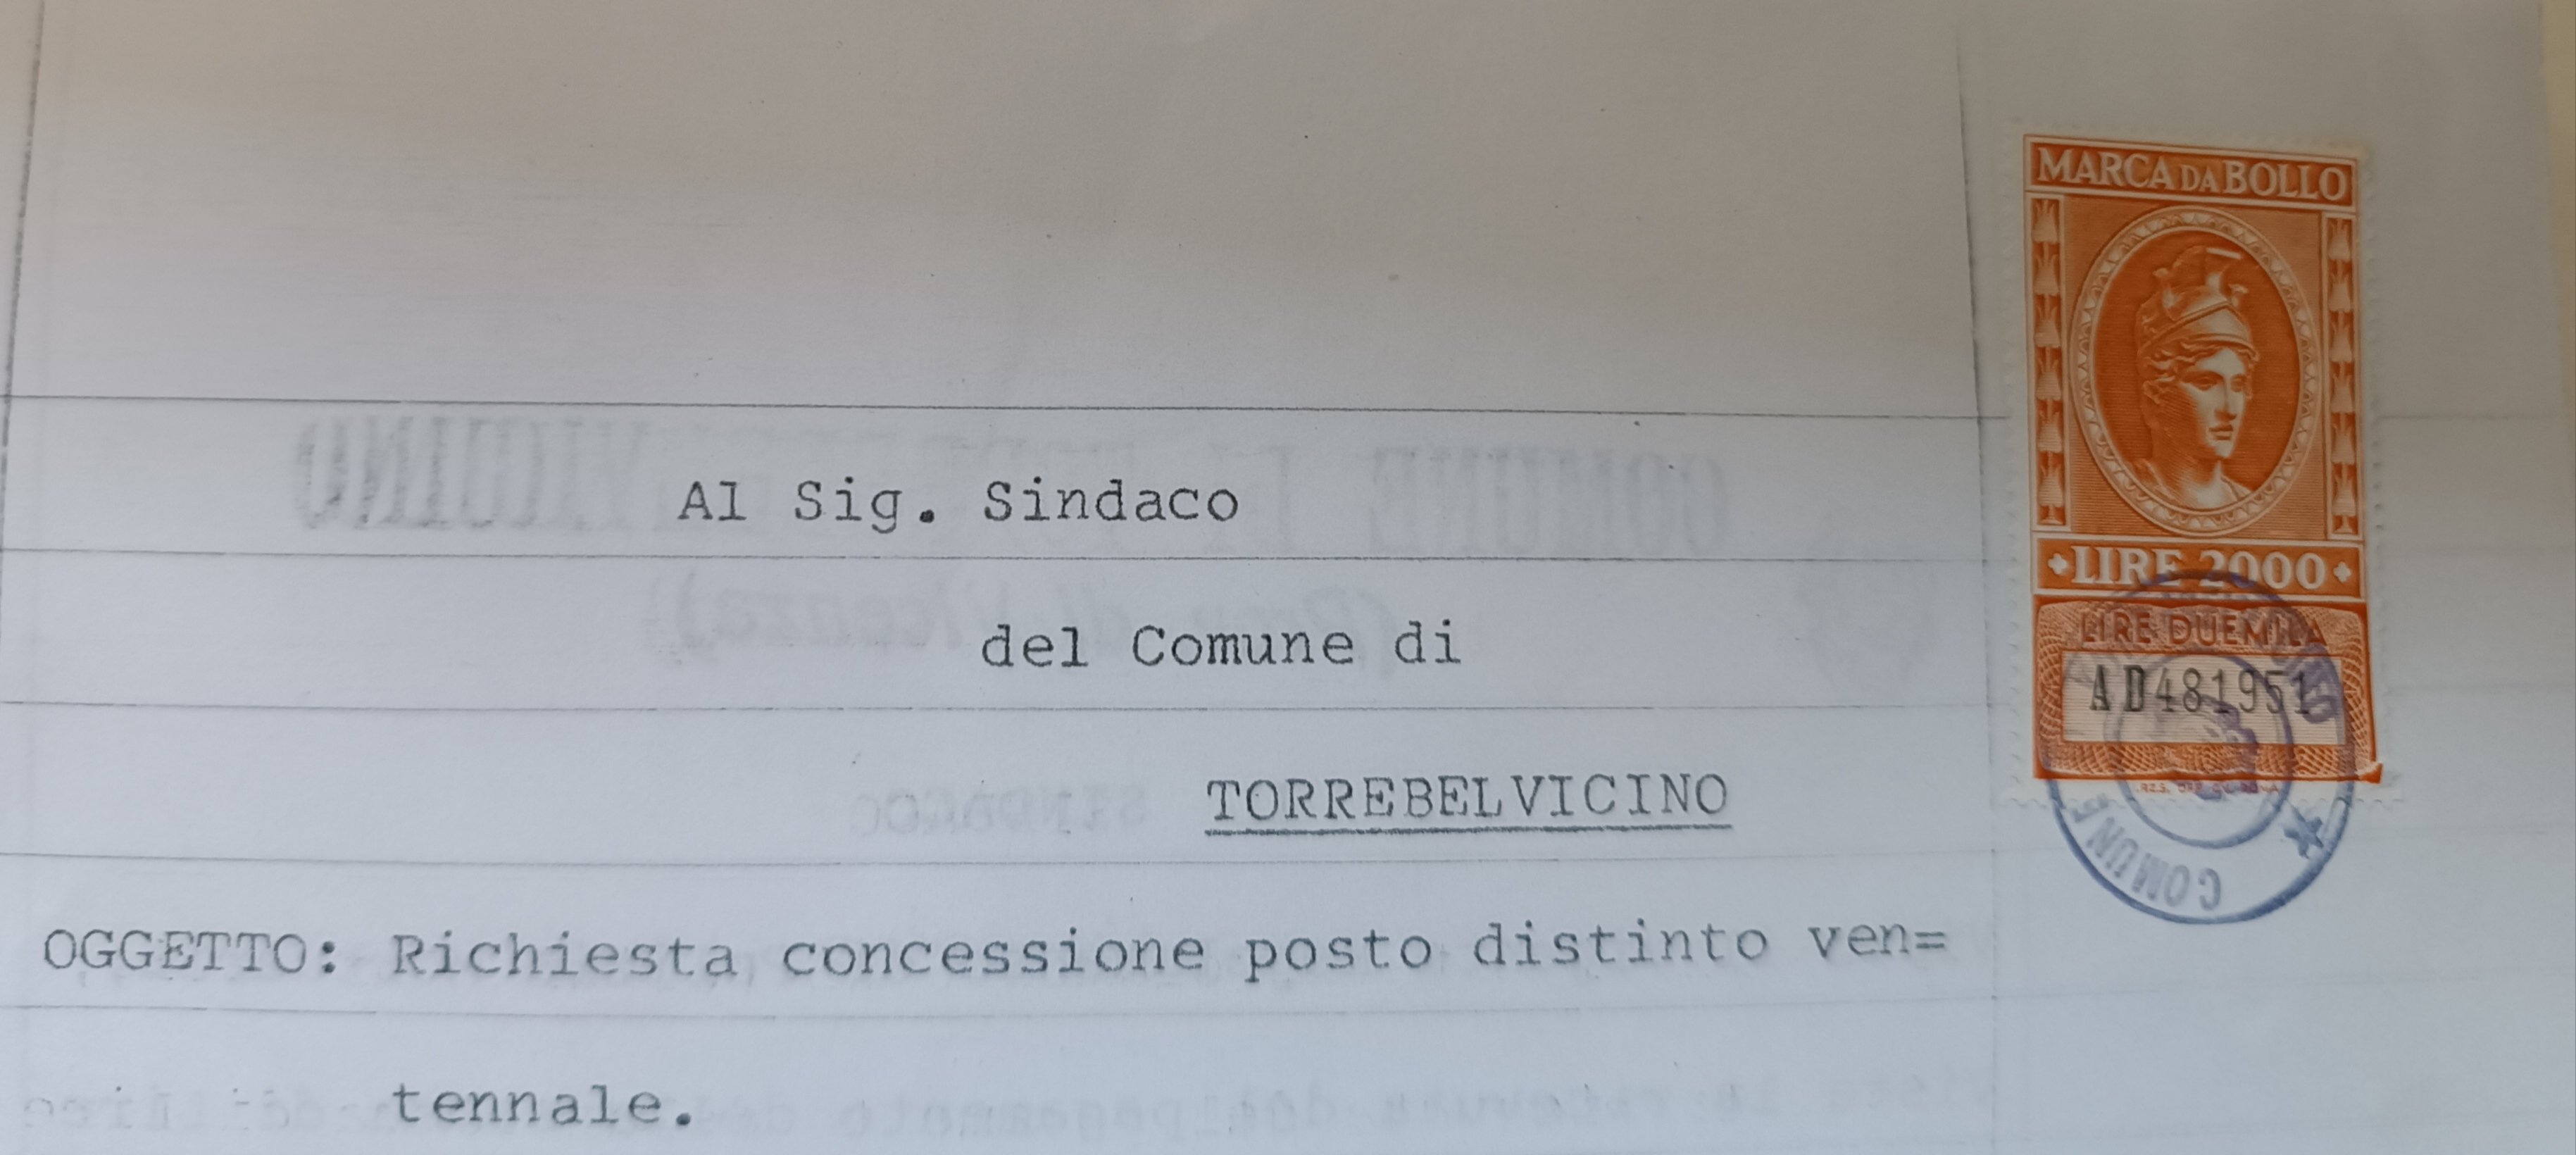 MARCA DA BOLLO
LIRE 2000
LIRE DUEMILA
AD481951
COMUNE
Al Sig. Sindaco
del Comune di
TORREBELVICINO
OGGETTO: Richiesta concessione posto distinto ven=
tennale.